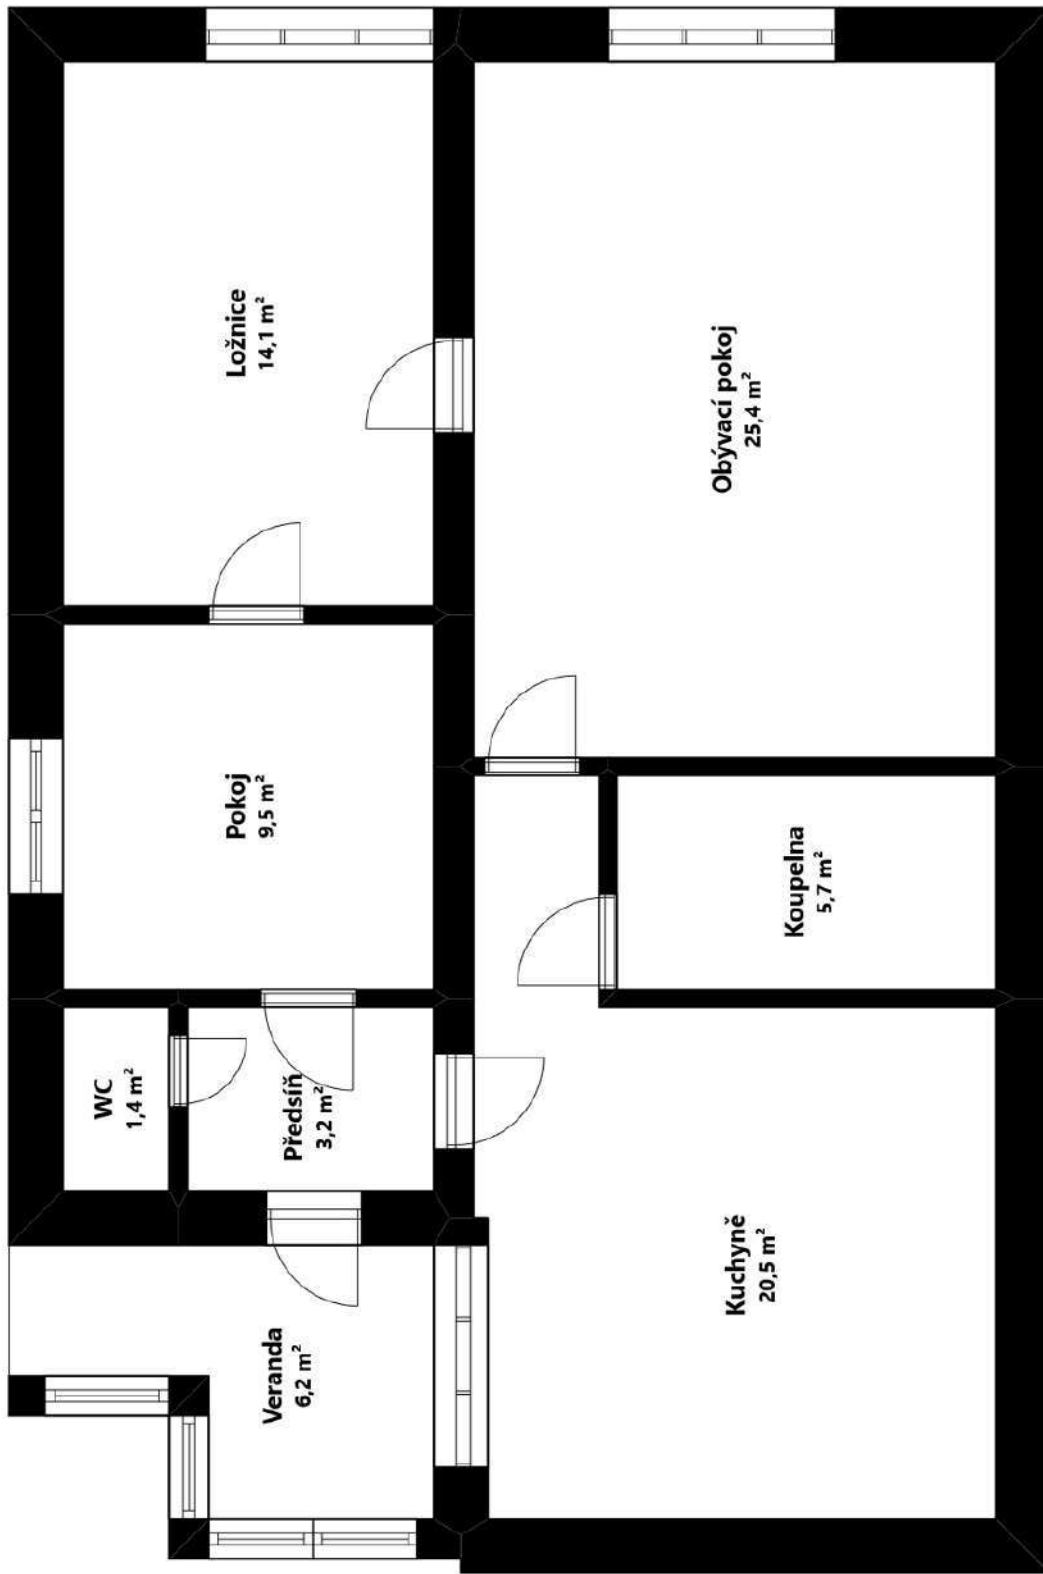 Ložnice
14,1 m²
Obývací pokoj
25,4 m²
Pokoj
9,5 m²
Koupelna
5,7 m²
WC
1,4 m²
Předsíň
3,2 m²
Kuchyně
20,5 m²
Veranda
6,2 m²